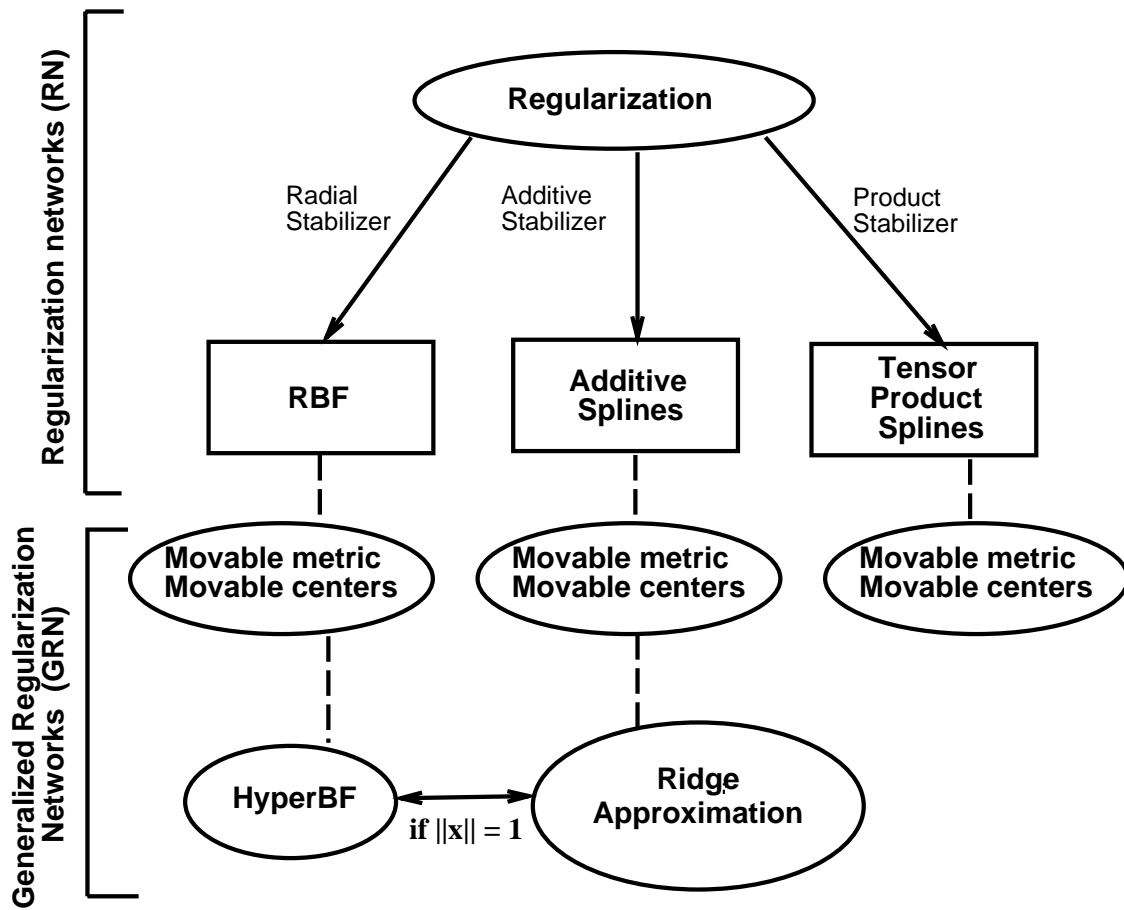 Regularization networks (RN)
Regularization
Radial
Stabilizer
Additive
Stabilizer
Product
Stabilizer
RBF
Additive
Splines
Tensor
Product
Splines
Generalized Regularization
Networks (GRN)
Movable metric
Movable centers
Movable metric
Movable centers
Movable metric
Movable centers
HyperBF
if ||x|| = 1
Ridge
Approximation